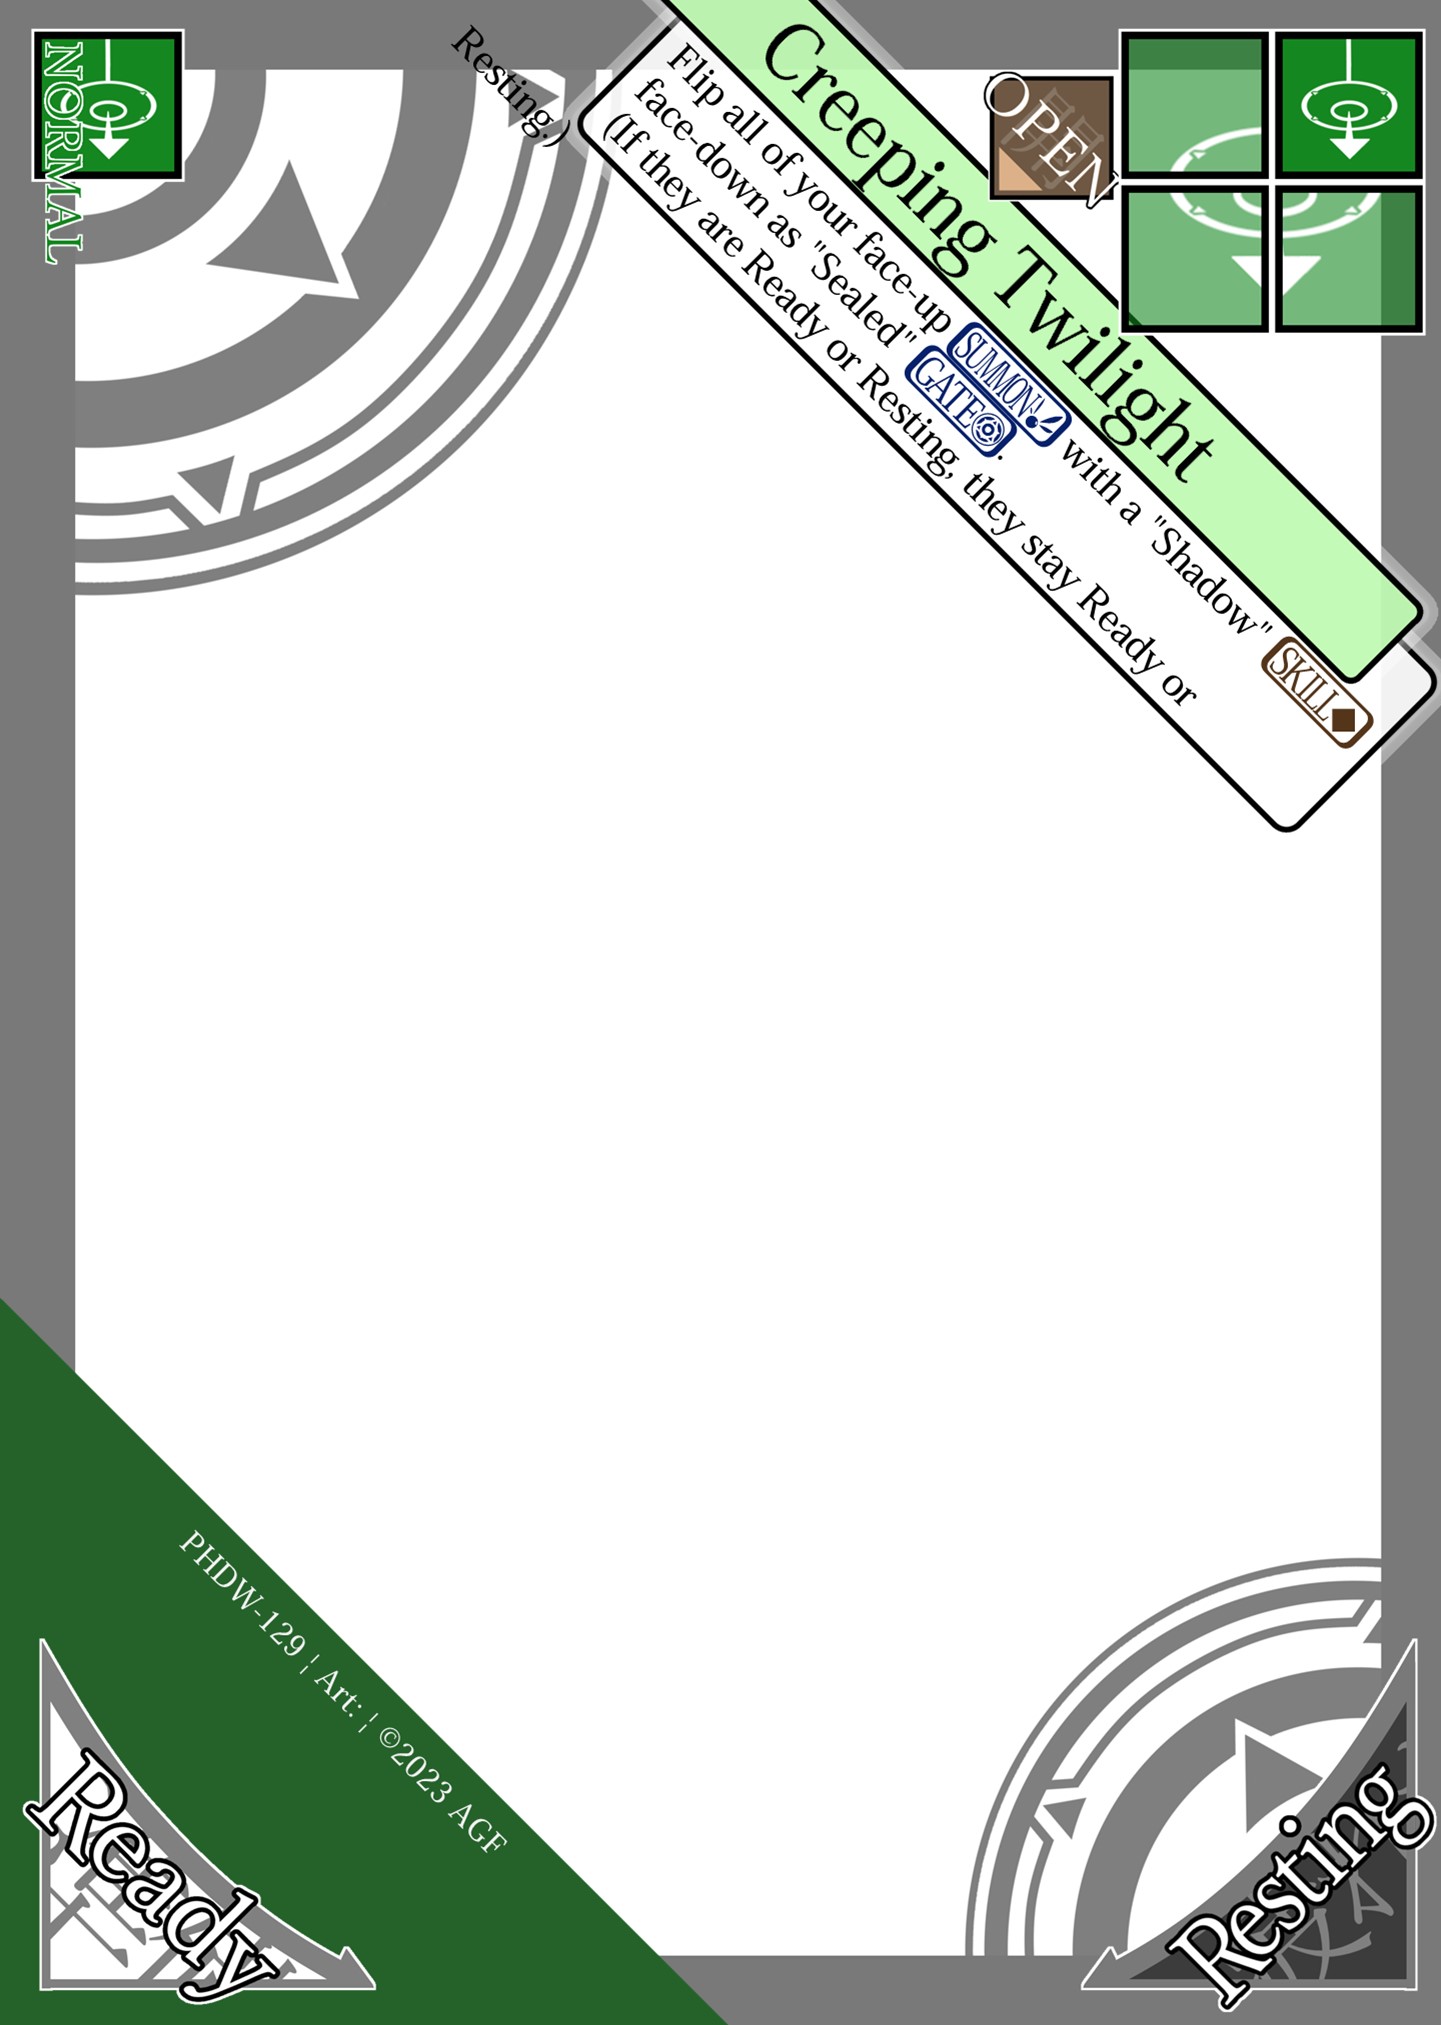 NORMAL
Creeping Twilight
OPEN
Flip all of your face-up SUMMON with a "Shadow" SKILL
face-down as "Sealed" GATE.
(If they are Ready or Resting, they stay Ready or
Resting.)
PHDW-129 ¦ Art: ¦ ©2023 AGF
Ready
Resting